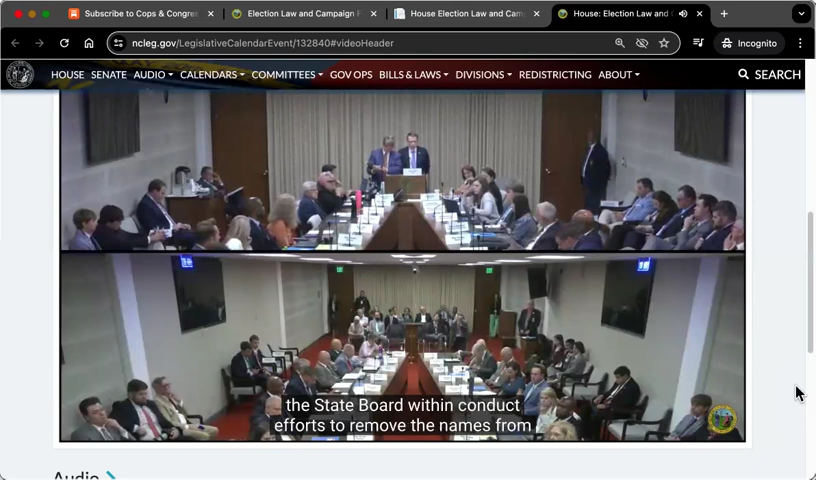 Subscribe to Cops & Congre
Election Law and Campaign F
House Election Law and Cam
House: Election Law and
ncleg.gov/LegislativeCalendarEvent/132840#videoHeader
Incognito
HOUSE SENATE AUDIO CALENDARS COMMITTEES GOV OPS BILLS & LAWS DIVISIONS REDISTRICTING ABOUT SEARCH
the State Board within conduct
efforts to remove the names from
Audio